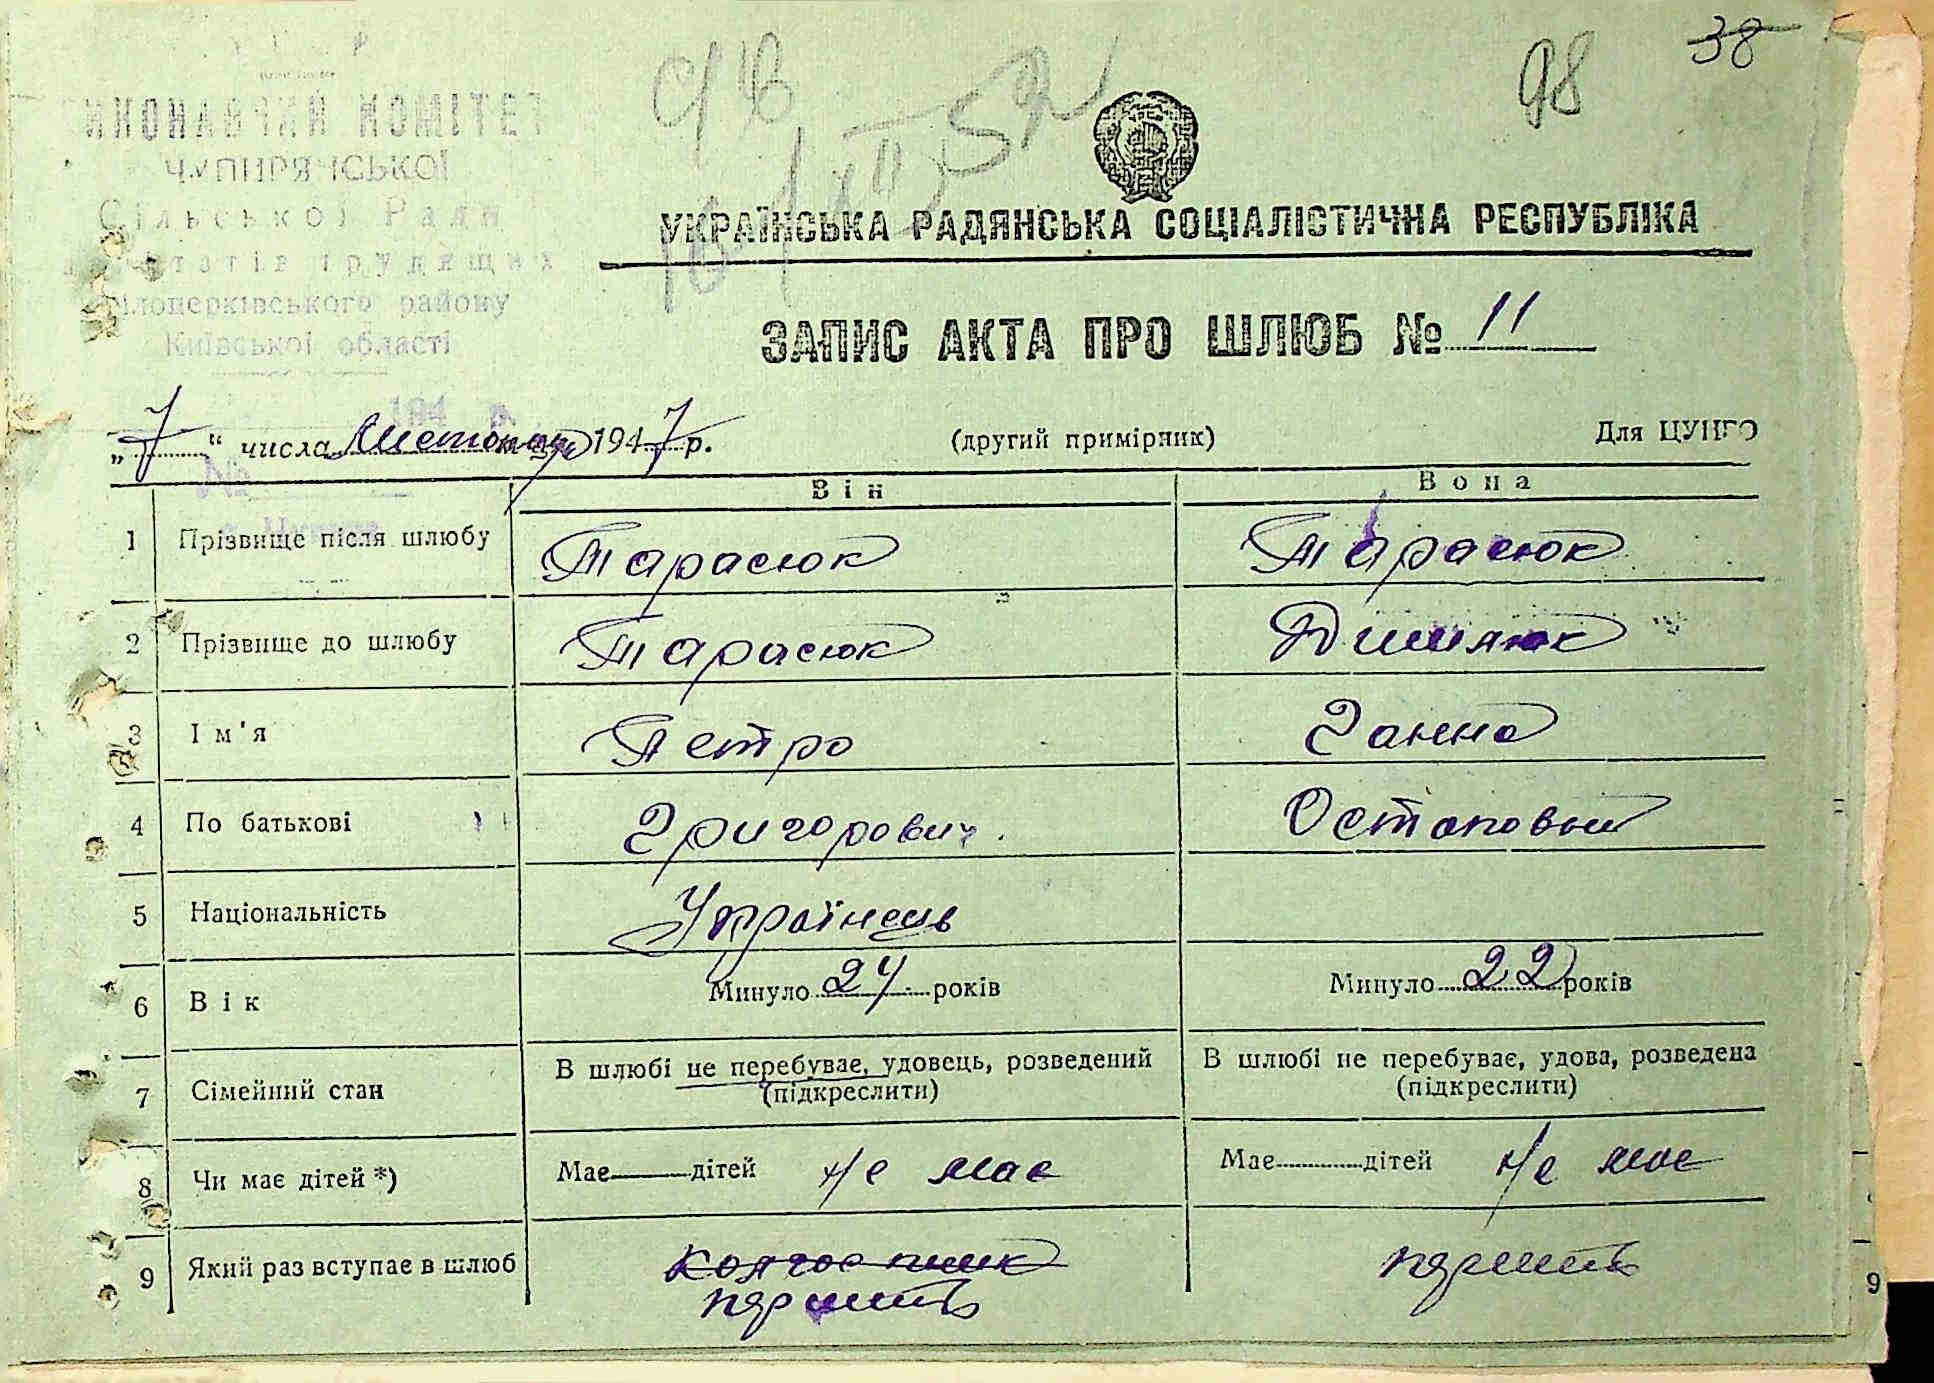 38
98
КОМІТЕТ
ЧУПИРЯНСЬКОЇ
Сільської Ради
трудящих
району
Київської області
194 р.
№
УКРАЇНСЬКА РАДЯНСЬКА СОЦІАЛІСТИЧНА РЕСПУБЛІКА
ЗАПИС АКТА ПРО ШЛЮБ № 11
„7“ числа Листопада 1947 р. (другий примірник) Для ЦУНГО
Він Вона
1 Прізвище після шлюбу Тарасюк Тарасюк
2 Прізвище до шлюбу Тарасюк
3 Ім'я Петро Ганна
4 По батькові Григорович Остаповна
5 Національність Українець
6 Вік Минуло 24 років Минуло 22 років
7 Сімейний стан В шлюбі не перебуває, удовець, розведений В шлюбі не перебуває, удова, розведена
(підкреслити) (підкреслити)
8 Чи має дітей *) Має дітей не має Має дітей не має
9 Який раз вступає в шлюб колгоспник перший
перший
9